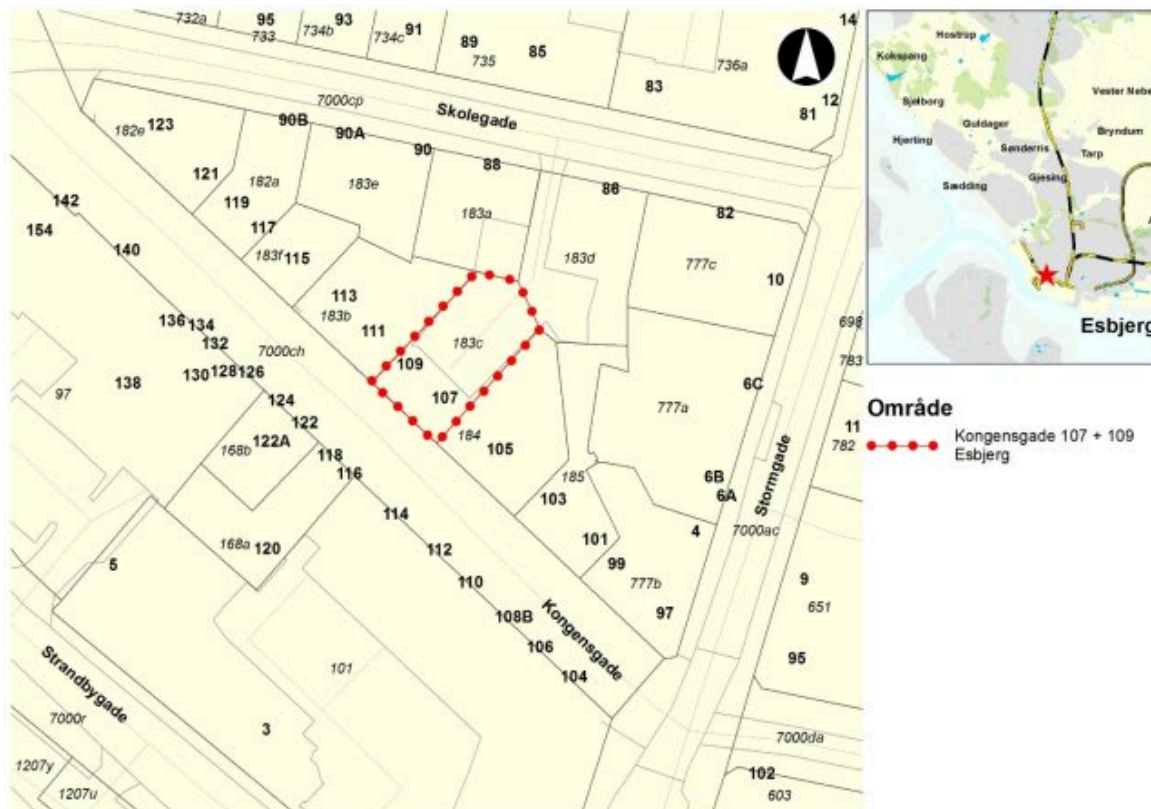 732a
95
733
734b
93
734c
91
89
735
85
736a
83
14
12
81
7000cp
Skolegade
182e
123
90B
90A
90
88
86
82
121
182a
119
117
183e
183a
183d
777c
10
183f
115
113
183b
111
142
154
140
136
134
132
130
128
126
7000ch
109
183c
107
184
105
138
97
124
122
122A
168b
118
116
6C
777a
698
783
11
782
6B
6A
Stormgade
7000ac
185
103
101
99
777b
97
4
114
112
110
108B
106
104
Kongensgade
168a
120
5
9
651
95
101
3
Strandbygade
7000r
1207y
1207u
7000da
102
603
Hostrup
Kokspang
Vester Nebe
Sjelborg
Guldager
Bryndum
Hjerting
Sønderris
Tarp
Gjesing
Sædding
A
Esbjerg
Område
Kongensgade 107 + 109
Esbjerg